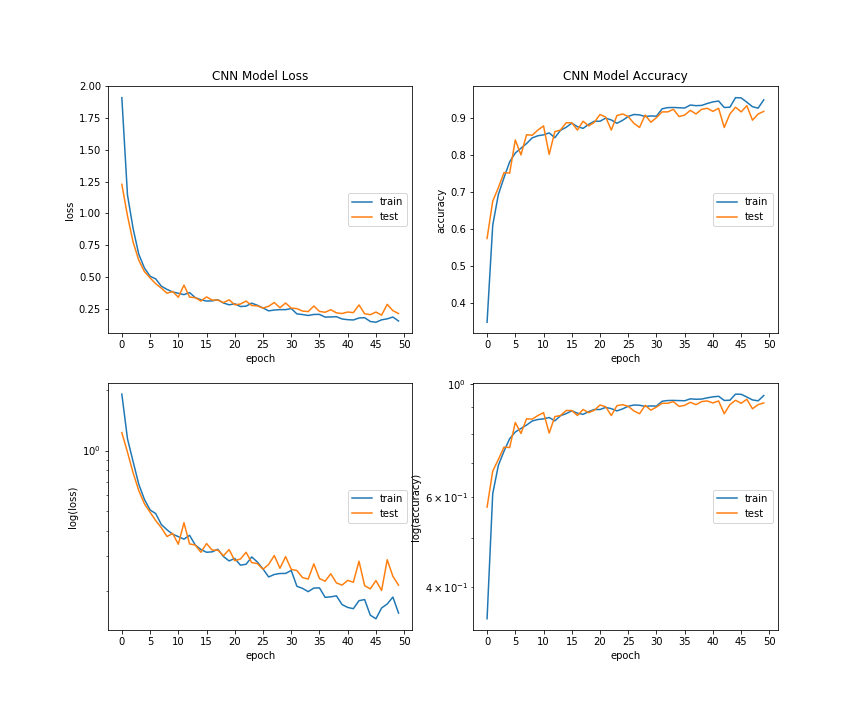 CNN Model Loss
2.00
1.75
1.50
1.25
1.00
0.75
0.50
0.25
loss
train
test
0 5 10 15 20 25 30 35 40 45 50
epoch
CNN Model Accuracy
0.9
0.8
0.7
0.6
0.5
0.4
accuracy
train
test
0 5 10 15 20 25 30 35 40 45 50
epoch
10⁰
log(loss)
train
test
0 5 10 15 20 25 30 35 40 45 50
epoch
10⁰
6 × 10⁻¹
4 × 10⁻¹
log(accuracy)
train
test
0 5 10 15 20 25 30 35 40 45 50
epoch